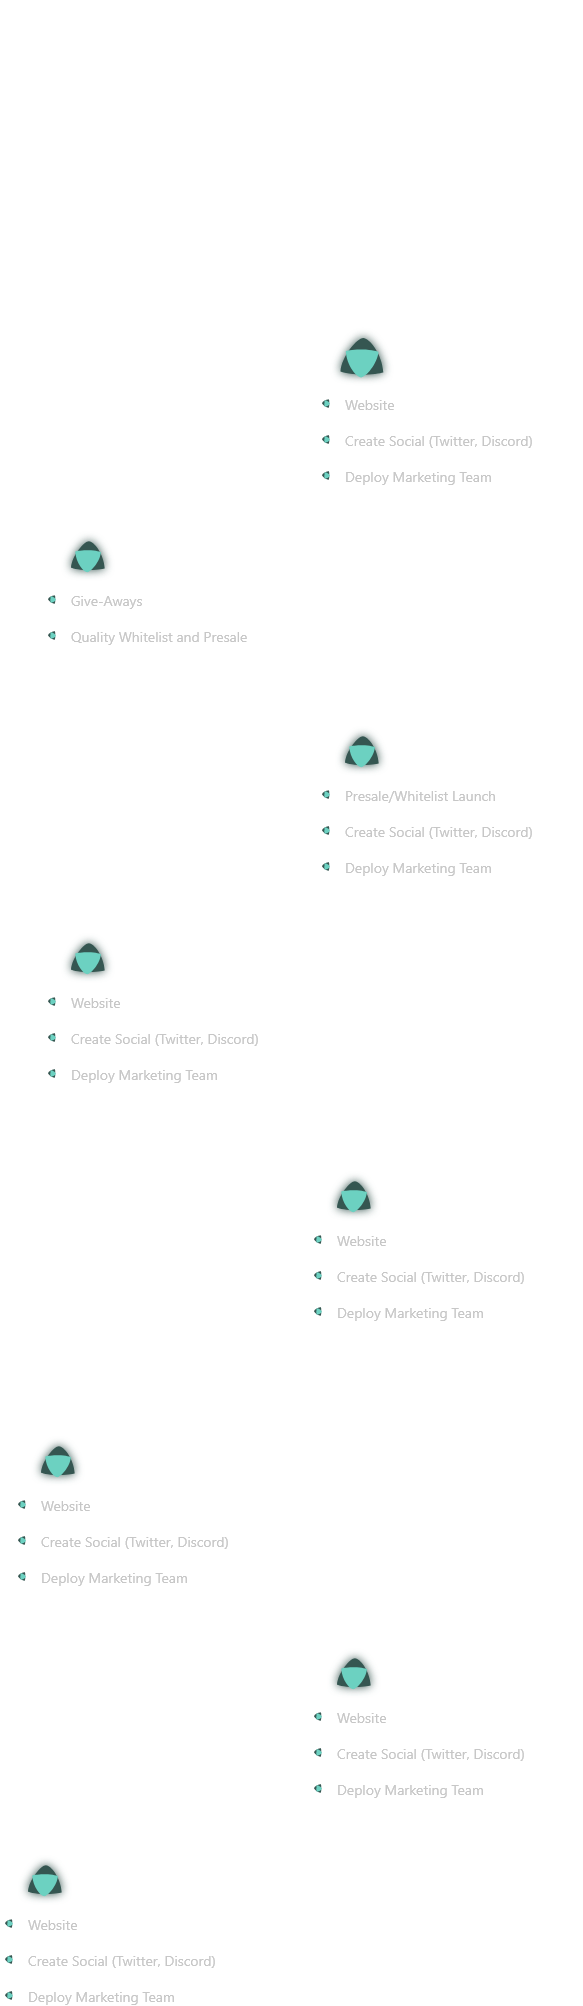 Website
Create Social (Twitter, Discord)
Deploy Marketing Team
Give-Aways
Quality Whitelist and Presale
Presale/Whitelist Launch
Create Social (Twitter, Discord)
Deploy Marketing Team
Website
Create Social (Twitter, Discord)
Deploy Marketing Team
Website
Create Social (Twitter, Discord)
Deploy Marketing Team
Website
Create Social (Twitter, Discord)
Deploy Marketing Team
Website
Create Social (Twitter, Discord)
Deploy Marketing Team
Website
Create Social (Twitter, Discord)
Deploy Marketing Team